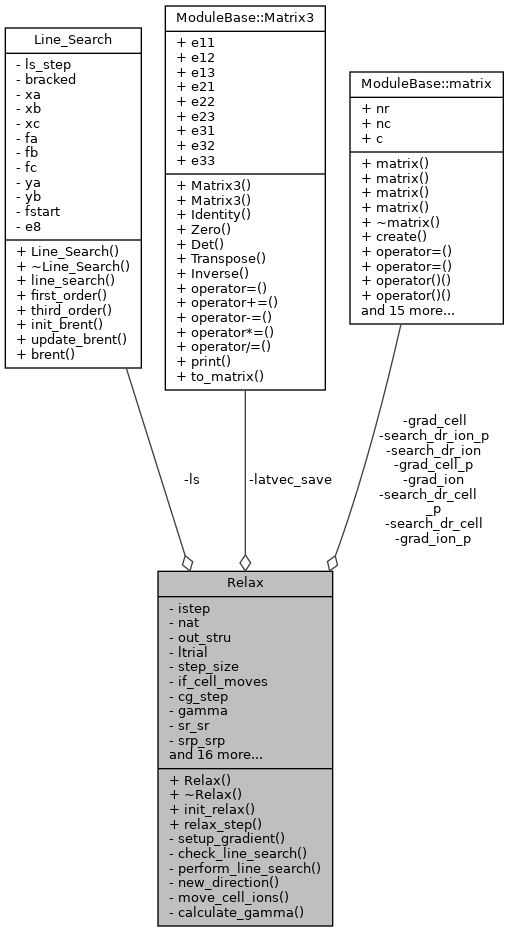 Line_Search
- ls_step
- bracked
- xa
- xb
- xc
- fa
- fb
- fc
- ya
- yb
- fstart
- e8
+ Line_Search()
+ ~Line_Search()
+ line_search()
+ first_order()
+ third_order()
+ init_brent()
+ update_brent()
+ brent()
ModuleBase::Matrix3
+ e11
+ e12
+ e13
+ e21
+ e22
+ e23
+ e31
+ e32
+ e33
+ Matrix3()
+ Matrix3()
+ Identity()
+ Zero()
+ Det()
+ Transpose()
+ Inverse()
+ operator=()
+ operator+=()
+ operator-=()
+ operator*=()
+ operator/=()
+ print()
+ to_matrix()
ModuleBase::matrix
+ nr
+ nc
+ c
+ matrix()
+ matrix()
+ matrix()
+ matrix()
+ ~matrix()
+ create()
+ operator=()
+ operator=()
+ operator()()
+ operator()()
and 15 more...
-ls
-latvec_save
-grad_cell
-search_dr_ion_p
-search_dr_ion
-grad_cell_p
-grad_ion
-search_dr_cell
_p
-search_dr_cell
-grad_ion_p
Relax
- istep
- nat
- out_stru
- ltrial
- step_size
- if_cell_moves
- cg_step
- gamma
- sr_sr
- srp_srp
and 16 more...
+ Relax()
+ ~Relax()
+ init_relax()
+ relax_step()
- setup_gradient()
- check_line_search()
- perform_line_search()
- new_direction()
- move_cell_ions()
- calculate_gamma()